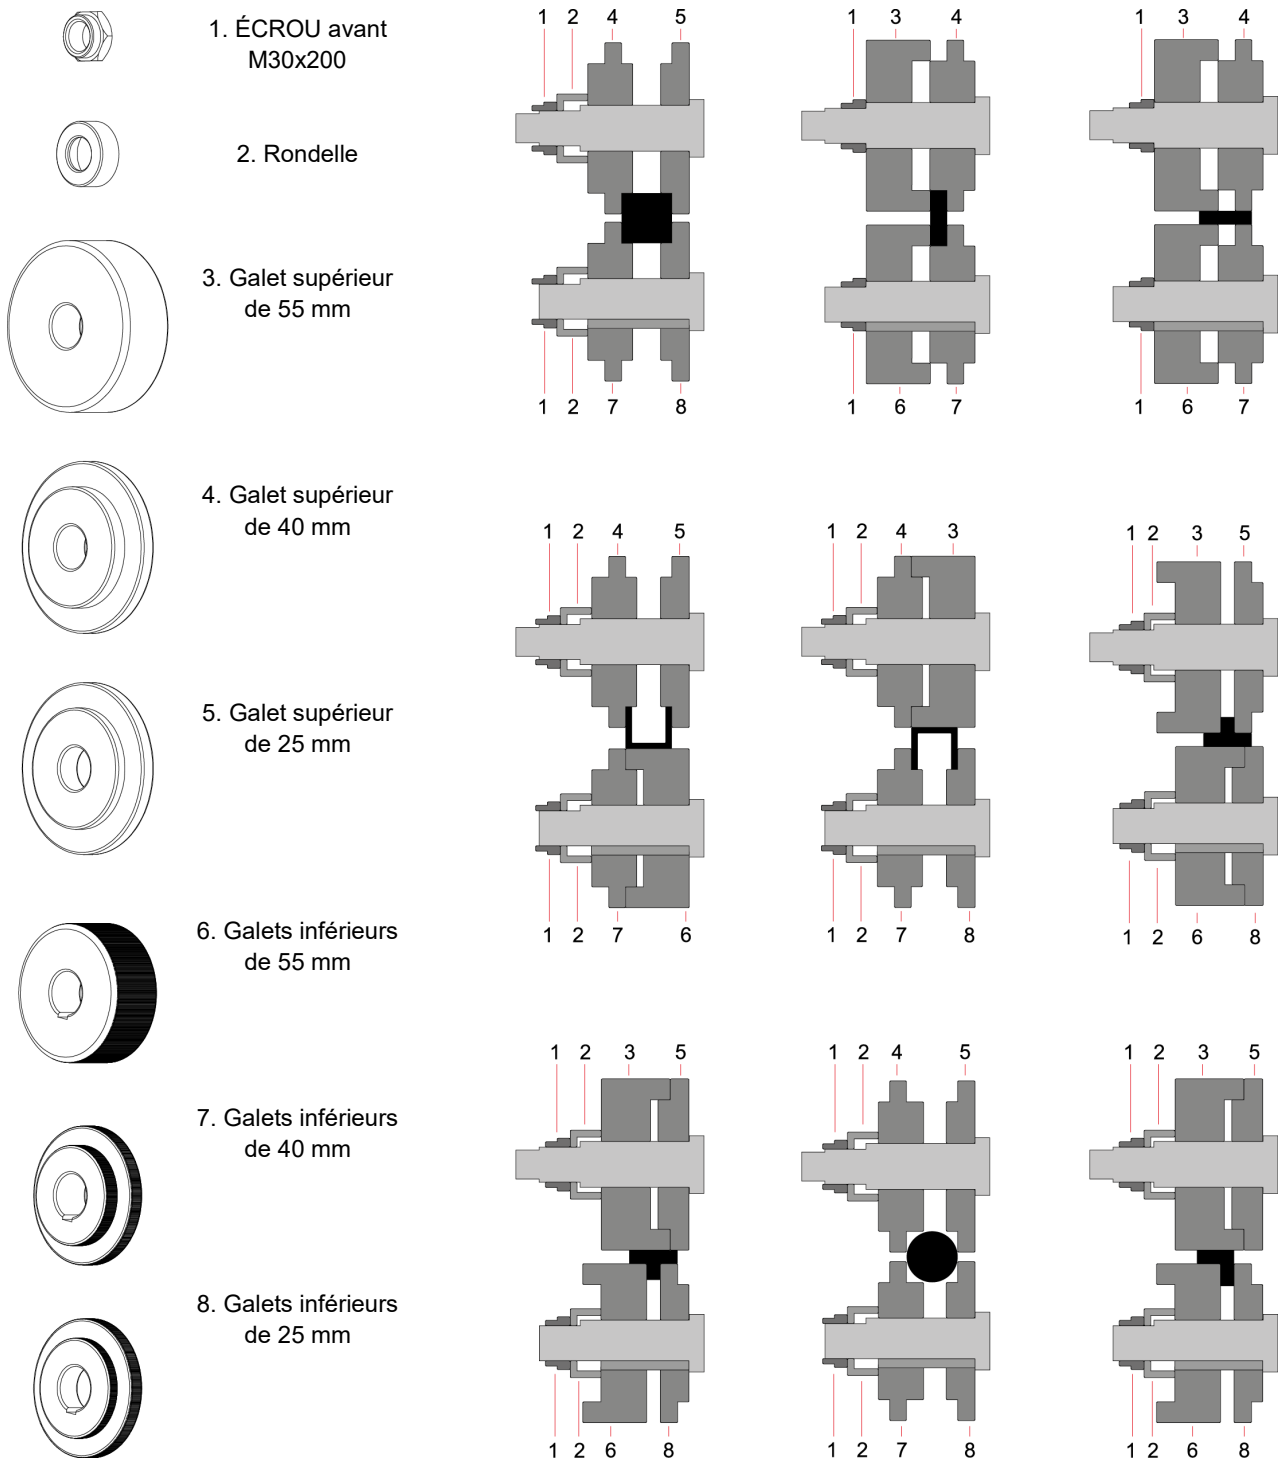 1. ÉCROU avant
M30x200
2. Rondelle
3. Galet supérieur
de 55 mm
4. Galet supérieur
de 40 mm
5. Galet supérieur
de 25 mm
6. Galets inférieurs
de 55 mm
7. Galets inférieurs
de 40 mm
8. Galets inférieurs
de 25 mm
1 2 4 5
1 2 7 8
1 3 4
1 6 7
1 3 4
1 6 7
1 2 4 5
1 2 7 6
1 2 4 3
1 2 7 8
1 2 3 5
1 2 6 8
1 2 3 5
1 2 6 8
1 2 4 5
1 2 7 8
1 2 3 5
1 2 6 8